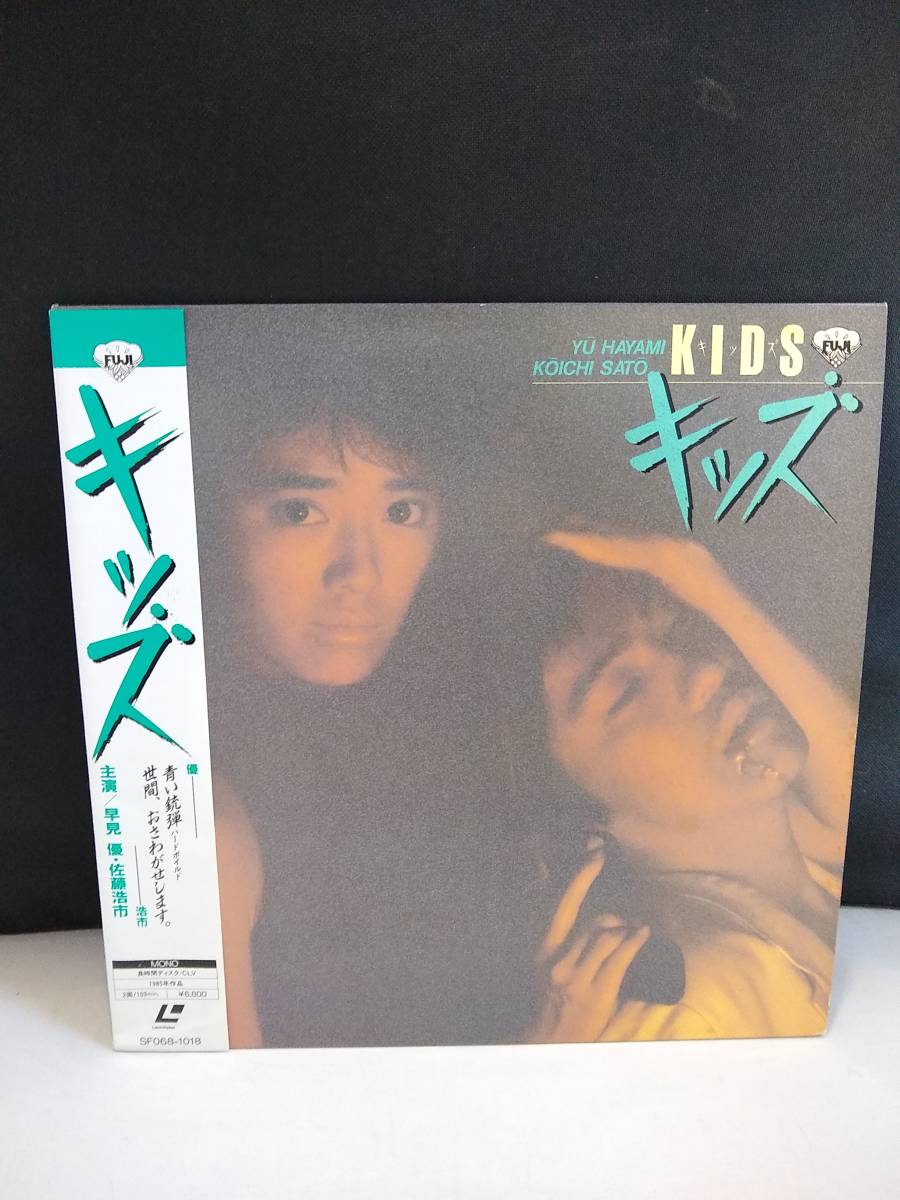 FUJI
キッズ
優――
青い銃弾ハードボイルド
世間、おさわがせします。
――浩市
主演／早見 優・佐藤浩市
MONO
長時間ディスク/CLV
1985年作品
¥6,800
LaserVision
SF068-1018
YŪ HAYAMI
KŌICHI SATŌ
KIDS
キッズ
FUJI
キッズ